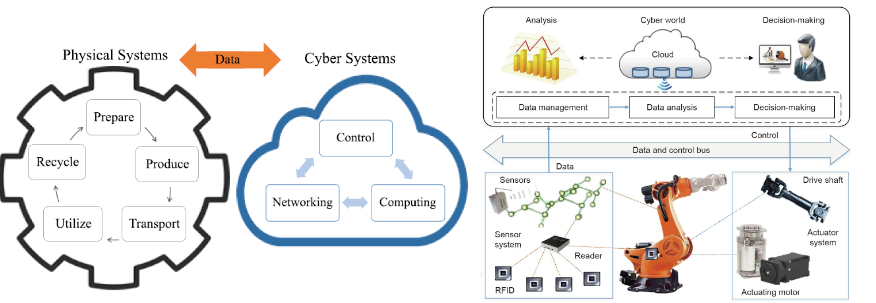 Physical Systems
Data
Cyber Systems
Prepare
Recycle
Produce
Utilize
Transport
Control
Networking
Computing
Analysis
Cyber world
Decision-making
Cloud
Data management
Data analysis
Decision-making
Control
Data and control bus
Data
Sensors
Sensor
system
Reader
RFID
Drive shaft
Actuator
system
Actuating motor